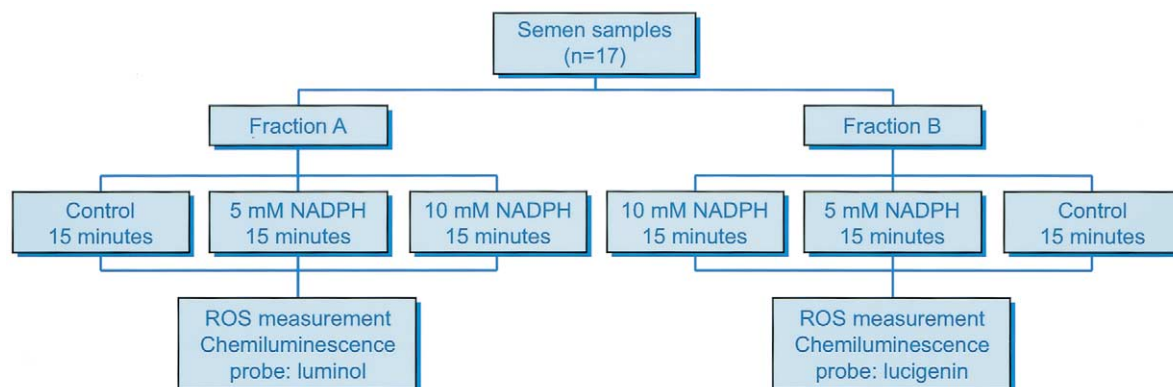 Semen samples
(n=17)
Fraction A
Fraction B
Control
15 minutes
5 mM NADPH
15 minutes
10 mM NADPH
15 minutes
10 mM NADPH
15 minutes
5 mM NADPH
15 minutes
Control
15 minutes
ROS measurement
Chemiluminescence
probe: luminol
ROS measurement
Chemiluminescence
probe: lucigenin